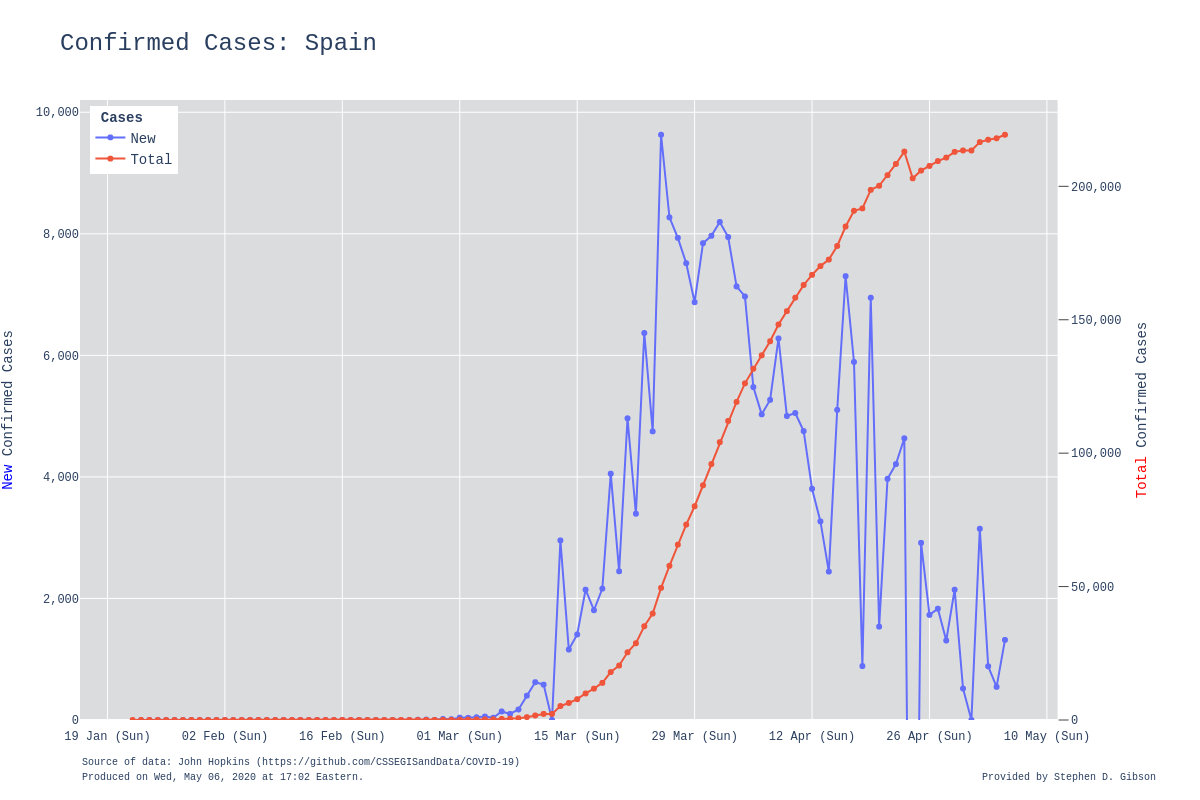 Confirmed Cases: Spain
Cases
New
Total
10,000
8,000
6,000
4,000
2,000
0
New Confirmed Cases
200,000
150,000
100,000
50,000
0
Total Confirmed Cases
19 Jan (Sun) 02 Feb (Sun) 16 Feb (Sun) 01 Mar (Sun) 15 Mar (Sun) 29 Mar (Sun) 12 Apr (Sun) 26 Apr (Sun) 10 May (Sun)
Source of data: John Hopkins (https://github.com/CSSEGISandData/COVID-19)
Produced on Wed, May 06, 2020 at 17:02 Eastern.
Provided by Stephen D. Gibson